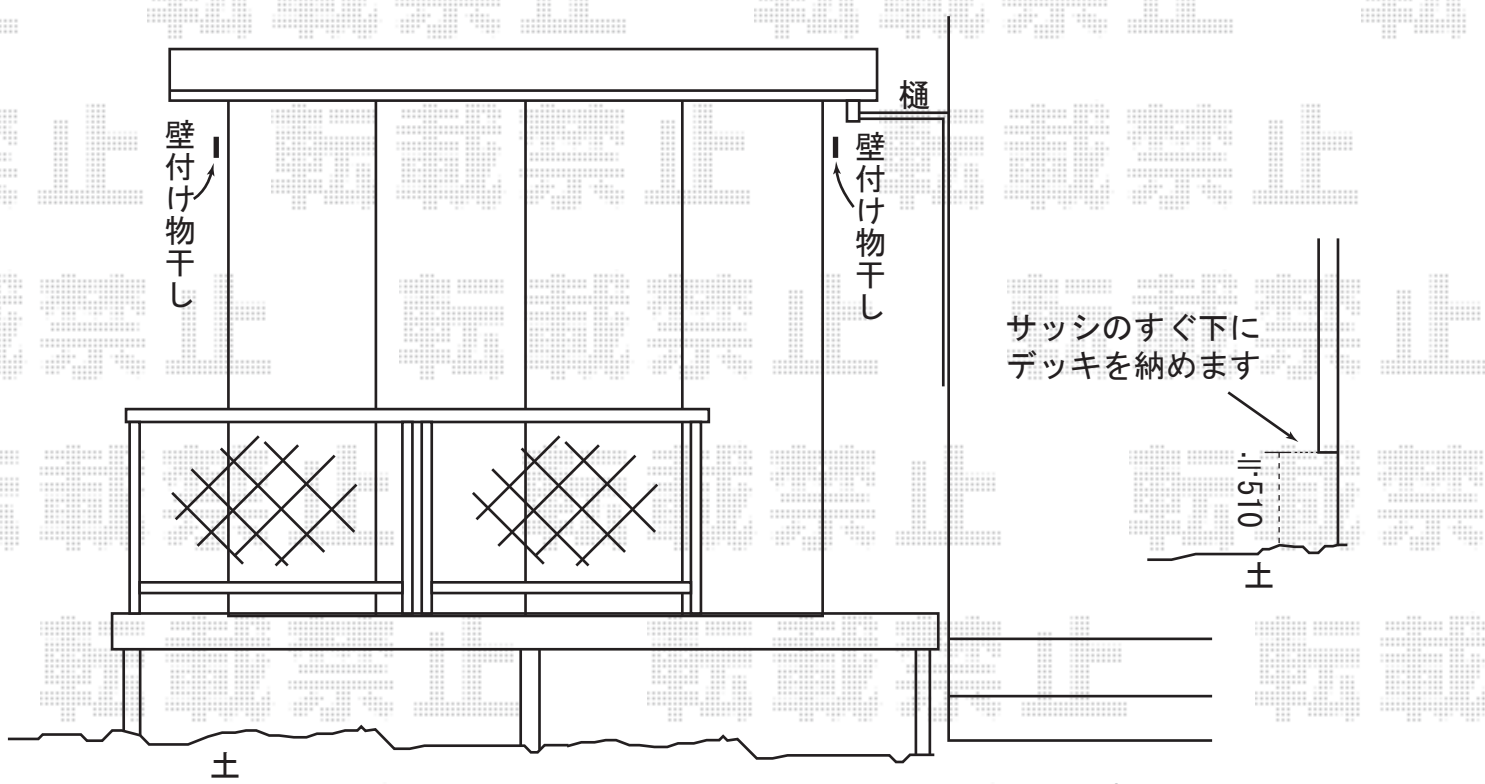 樋
壁付け物干し
壁付け物干し
サッシのすぐ下に
デッキを納めます
≒510
土
土
転載禁止